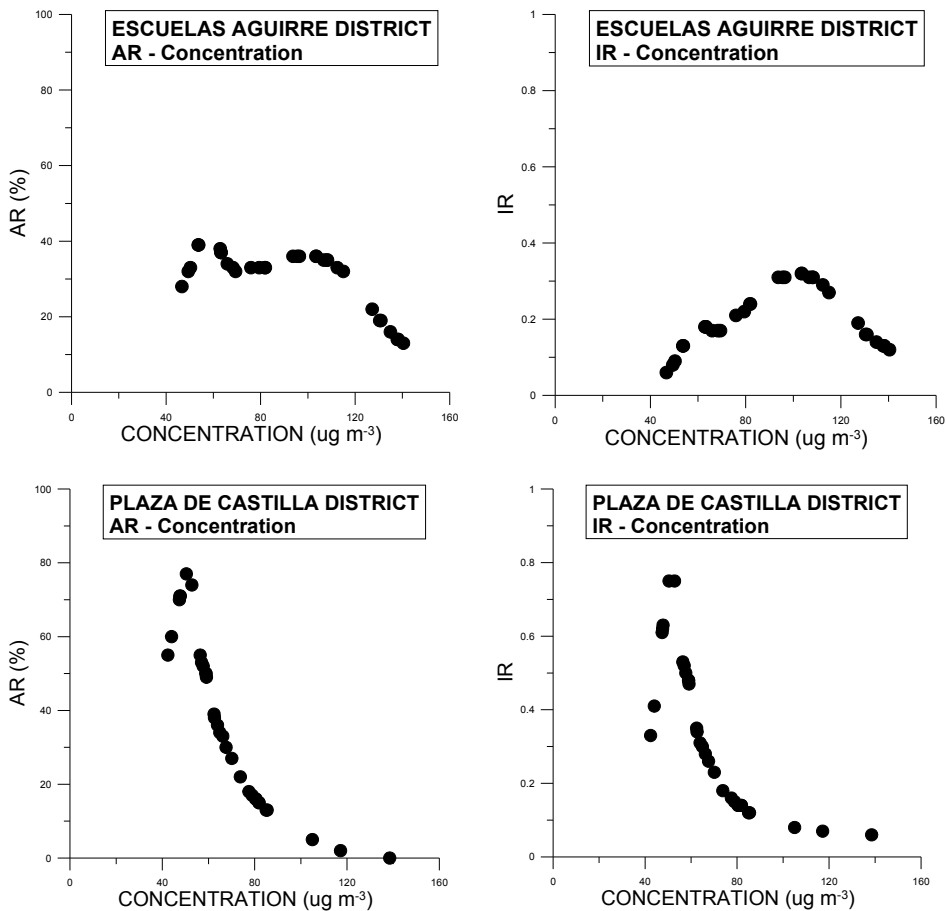 ESCUELAS AGUIRRE DISTRICT
AR - Concentration
100
80
60
40
20
0
AR (%)
0
40
80
120
160
CONCENTRATION (ug m-3)
ESCUELAS AGUIRRE DISTRICT
IR - Concentration
1
0.8
0.6
0.4
0.2
0
IR
0
40
80
120
160
CONCENTRATION (ug m-3)
PLAZA DE CASTILLA DISTRICT
AR - Concentration
100
80
60
40
20
0
AR (%)
0
40
80
120
160
CONCENTRATION (ug m-3)
PLAZA DE CASTILLA DISTRICT
IR - Concentration
1
0.8
0.6
0.4
0.2
0
IR
0
40
80
120
160
CONCENTRATION (ug m-3)